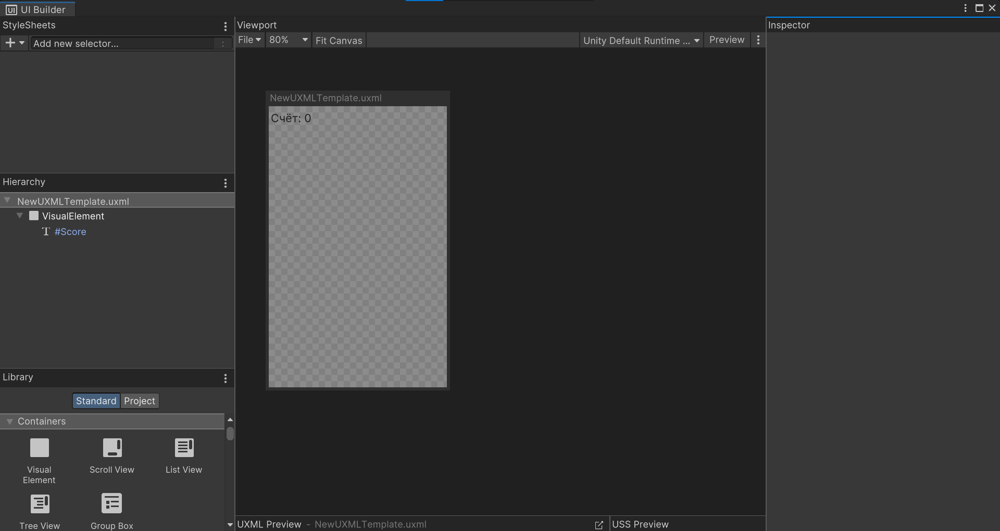 UI Builder
StyleSheets
Add new selector...
:
Hierarchy
NewUXMLTemplate.uxml
VisualElement
#Score
Library
Standard Project
Containers
Visual Element
Scroll View
List View
Tree View
Group Box
Viewport
File 80% Fit Canvas Unity Default Runtime ... Preview
NewUXMLTemplate.uxml
Счёт: 0
UXML Preview - NewUXMLTemplate.uxml
USS Preview
Inspector